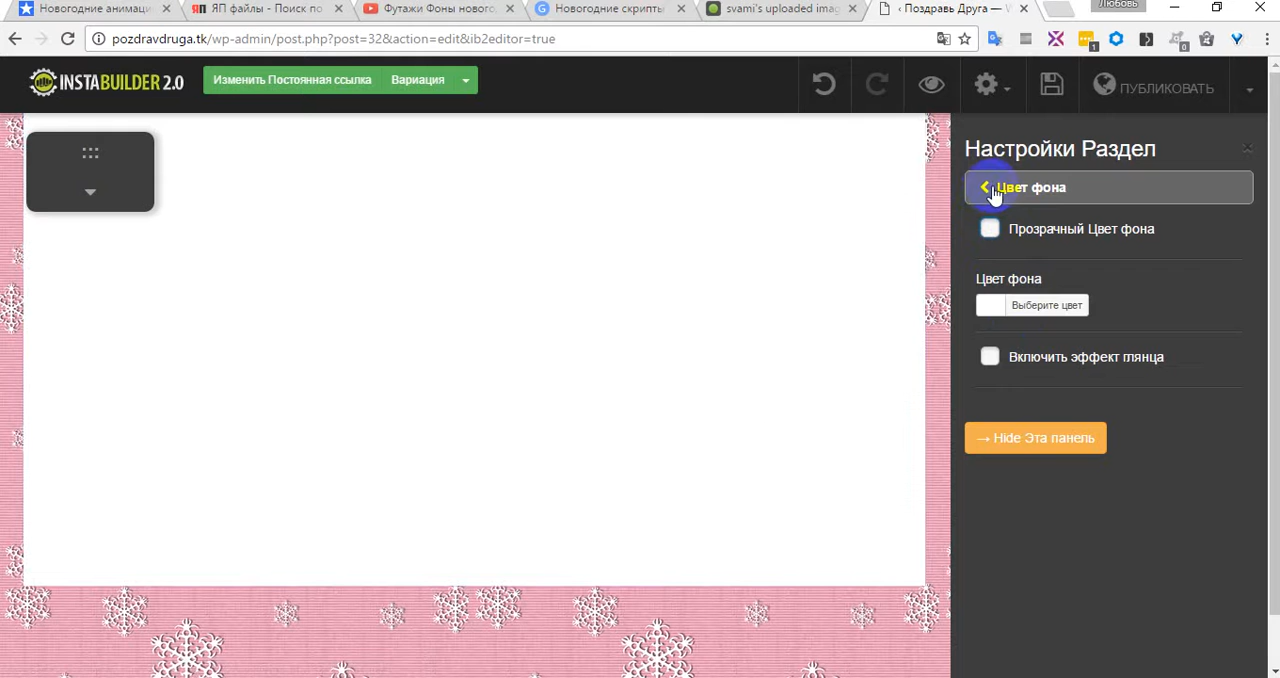 Новогодние анимаци
ЯП файлы - Поиск по
Футажи Фоны нового
Новогодние скрипты
svami's uploaded imag
‹ Поздравь Друга —
Любовь
pozdravdruga.tk/wp-admin/post.php?post=32&action=edit&ib2editor=true
INSTABUILDER 2.0
Изменить Постоянная ссылка
Вариация
ПУБЛИКОВАТЬ
Настройки Раздел
Цвет фона
Прозрачный Цвет фона
Цвет фона
Выберите цвет
Включить эффект глянца
→ Hide Эта панель